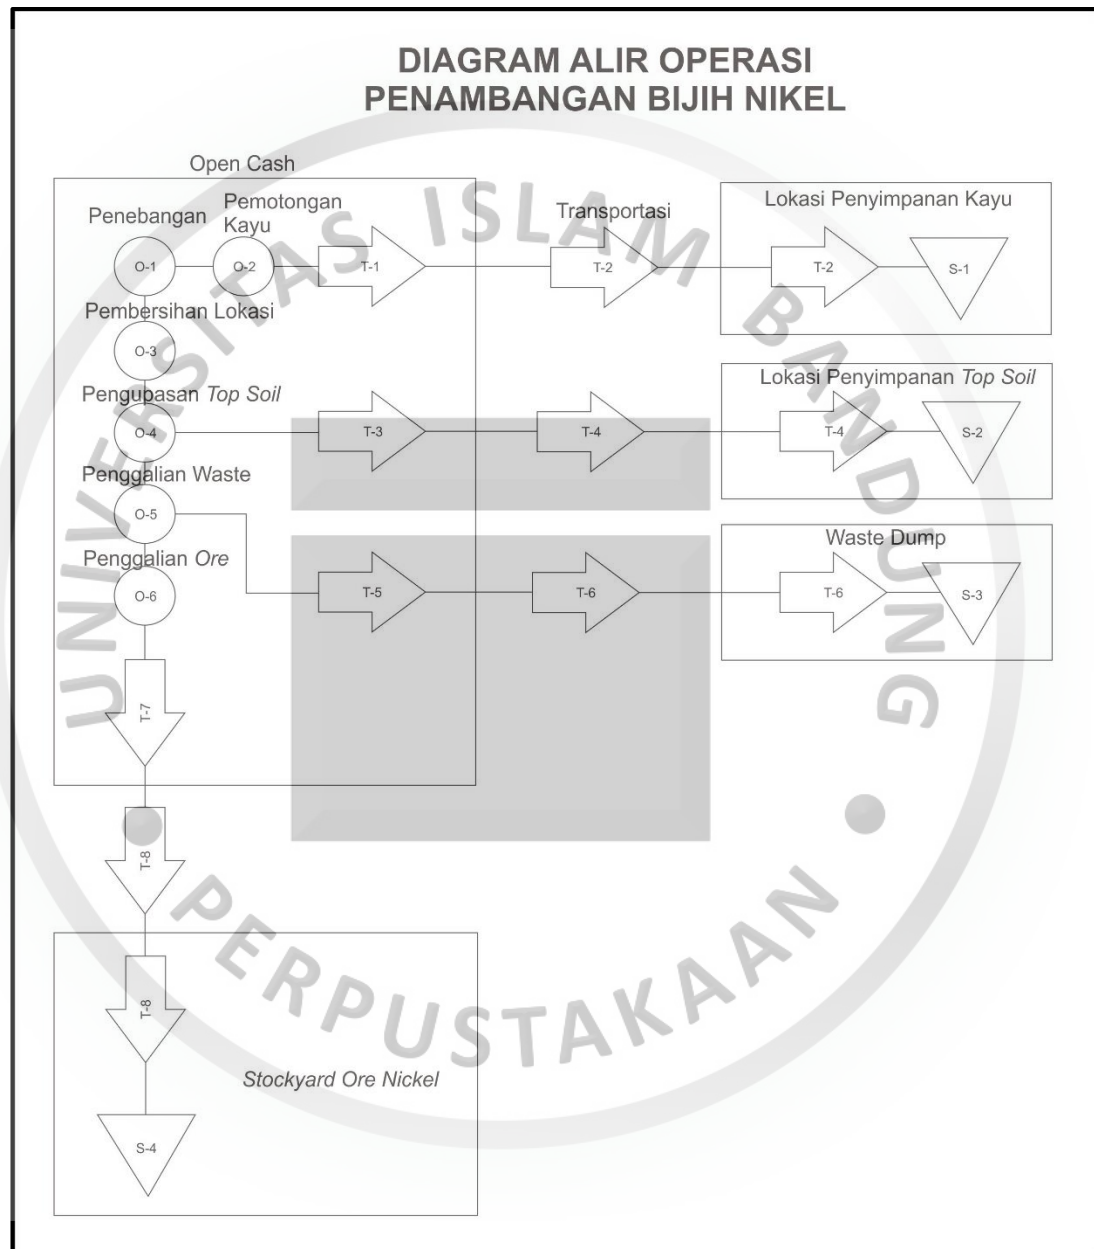 DIAGRAM ALIR OPERASI
PENAMBANGAN BIJIH NIKEL
Open Cash
Penebangan
Pemotongan
Kayu
Transportasi
Lokasi Penyimpanan Kayu
O-1
O-2
T-1
T-2
T-2
S-1
Pembersihan Lokasi
O-3
Pengupasan Top Soil
Lokasi Penyimpanan Top Soil
O-4
T-3
T-4
T-4
S-2
Penggalian Waste
O-5
Waste Dump
Penggalian Ore
O-6
T-5
T-6
T-6
S-3
T-7
T-8
T-8
Stockyard Ore Nickel
S-4
UNIVERSITAS ISLAM BANDUNG
PERPUSTAKAAN